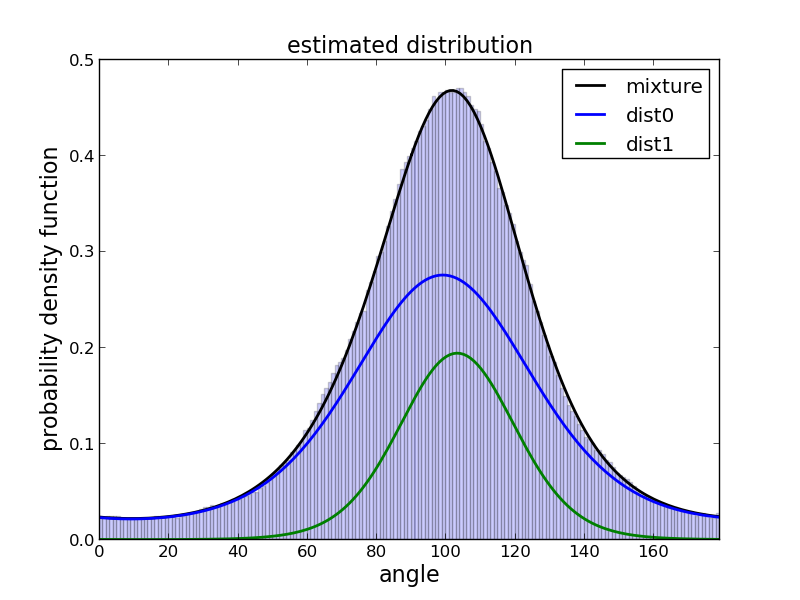 estimated distribution
mixture
dist0
dist1
probability density function
0.5
0.4
0.3
0.2
0.1
0.0
0 20 40 60 80 100 120 140 160
angle